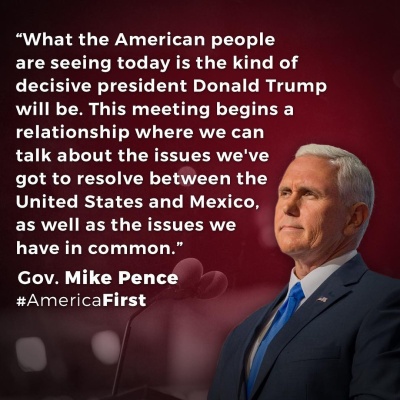 “What the American people
are seeing today is the kind of
decisive president Donald Trump
will be. This meeting begins a
relationship where we can
talk about the issues we've
got to resolve between the
United States and Mexico,
as well as the issues we
have in common.”
Gov. Mike Pence
#AmericaFirst